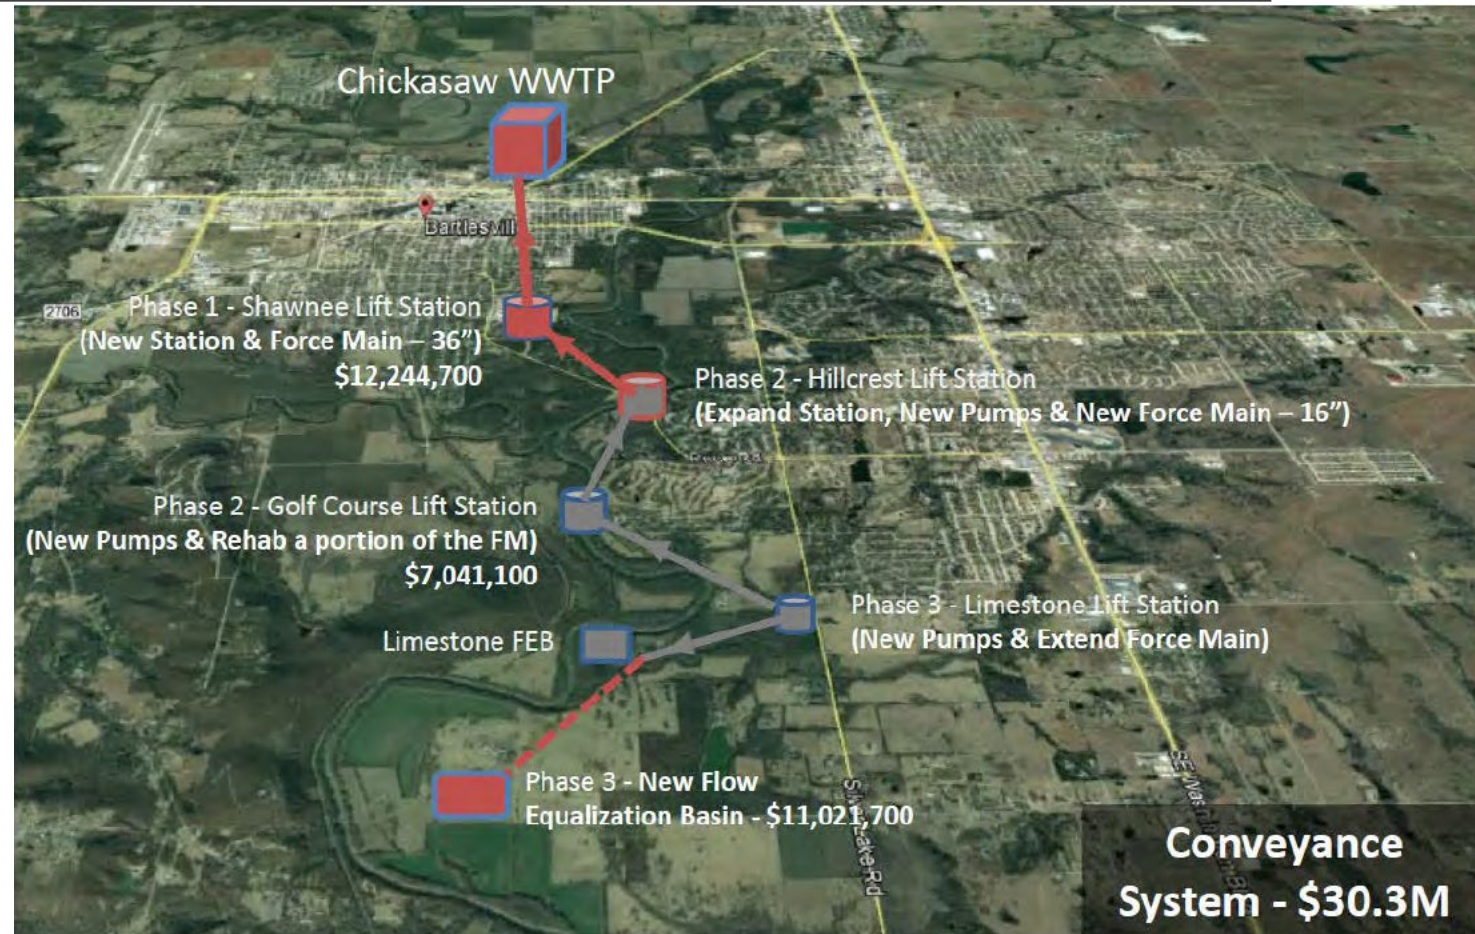 Chickasaw WWTP
Bartlesvill
2706
Phase 1 - Shawnee Lift Station
(New Station & Force Main – 36”)
$12,244,700
Phase 2 - Hillcrest Lift Station
(Expand Station, New Pumps & New Force Main – 16”)
Phase 2 - Golf Course Lift Station
(New Pumps & Rehab a portion of the FM)
$7,041,100
Phase 3 - Limestone Lift Station
(New Pumps & Extend Force Main)
Limestone FEB
Phase 3 - New Flow
Equalization Basin - $11,021,700
Lake Rd
Conveyance
System - $30.3M